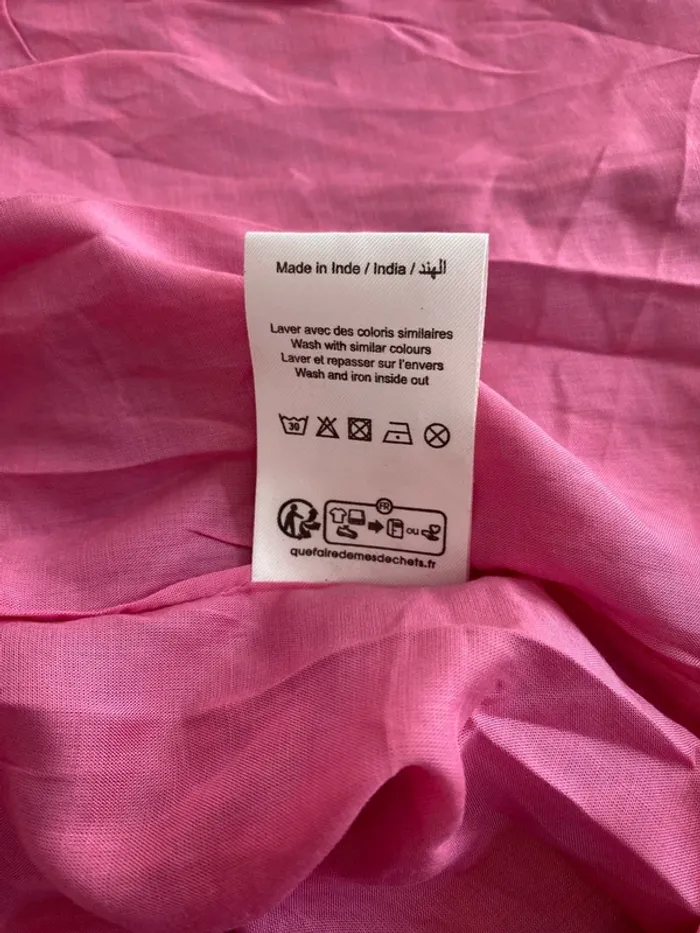 Made in Inde / India / الهند
Laver avec des coloris similaires
Wash with similar colours
Laver et repasser sur l'envers
Wash and iron inside out
30
FR
ou
quefairedemesdechets.fr